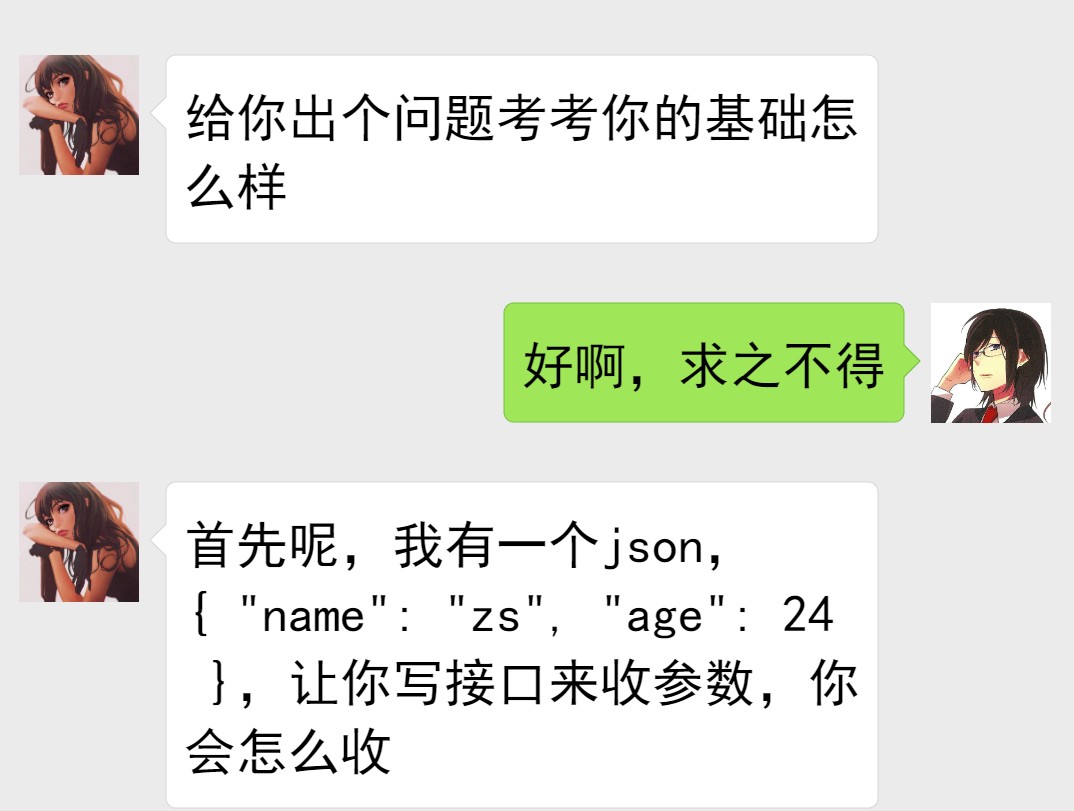 给你出个问题考考你的基础怎
么样
好啊，求之不得
首先呢，我有一个json，
{ "name": "zs", "age": 24
}，让你写接口来收参数，你
会怎么收